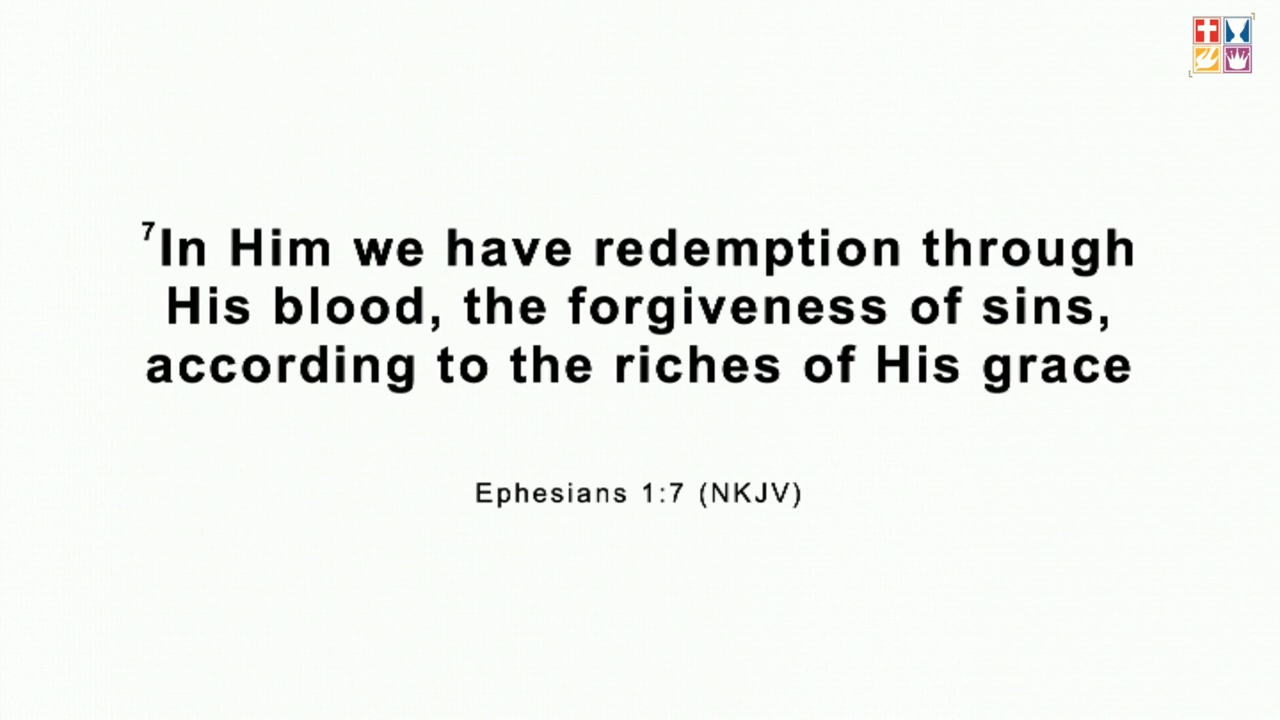 7In Him we have redemption through
His blood, the forgiveness of sins,
according to the riches of His grace
Ephesians 1:7 (NKJV)